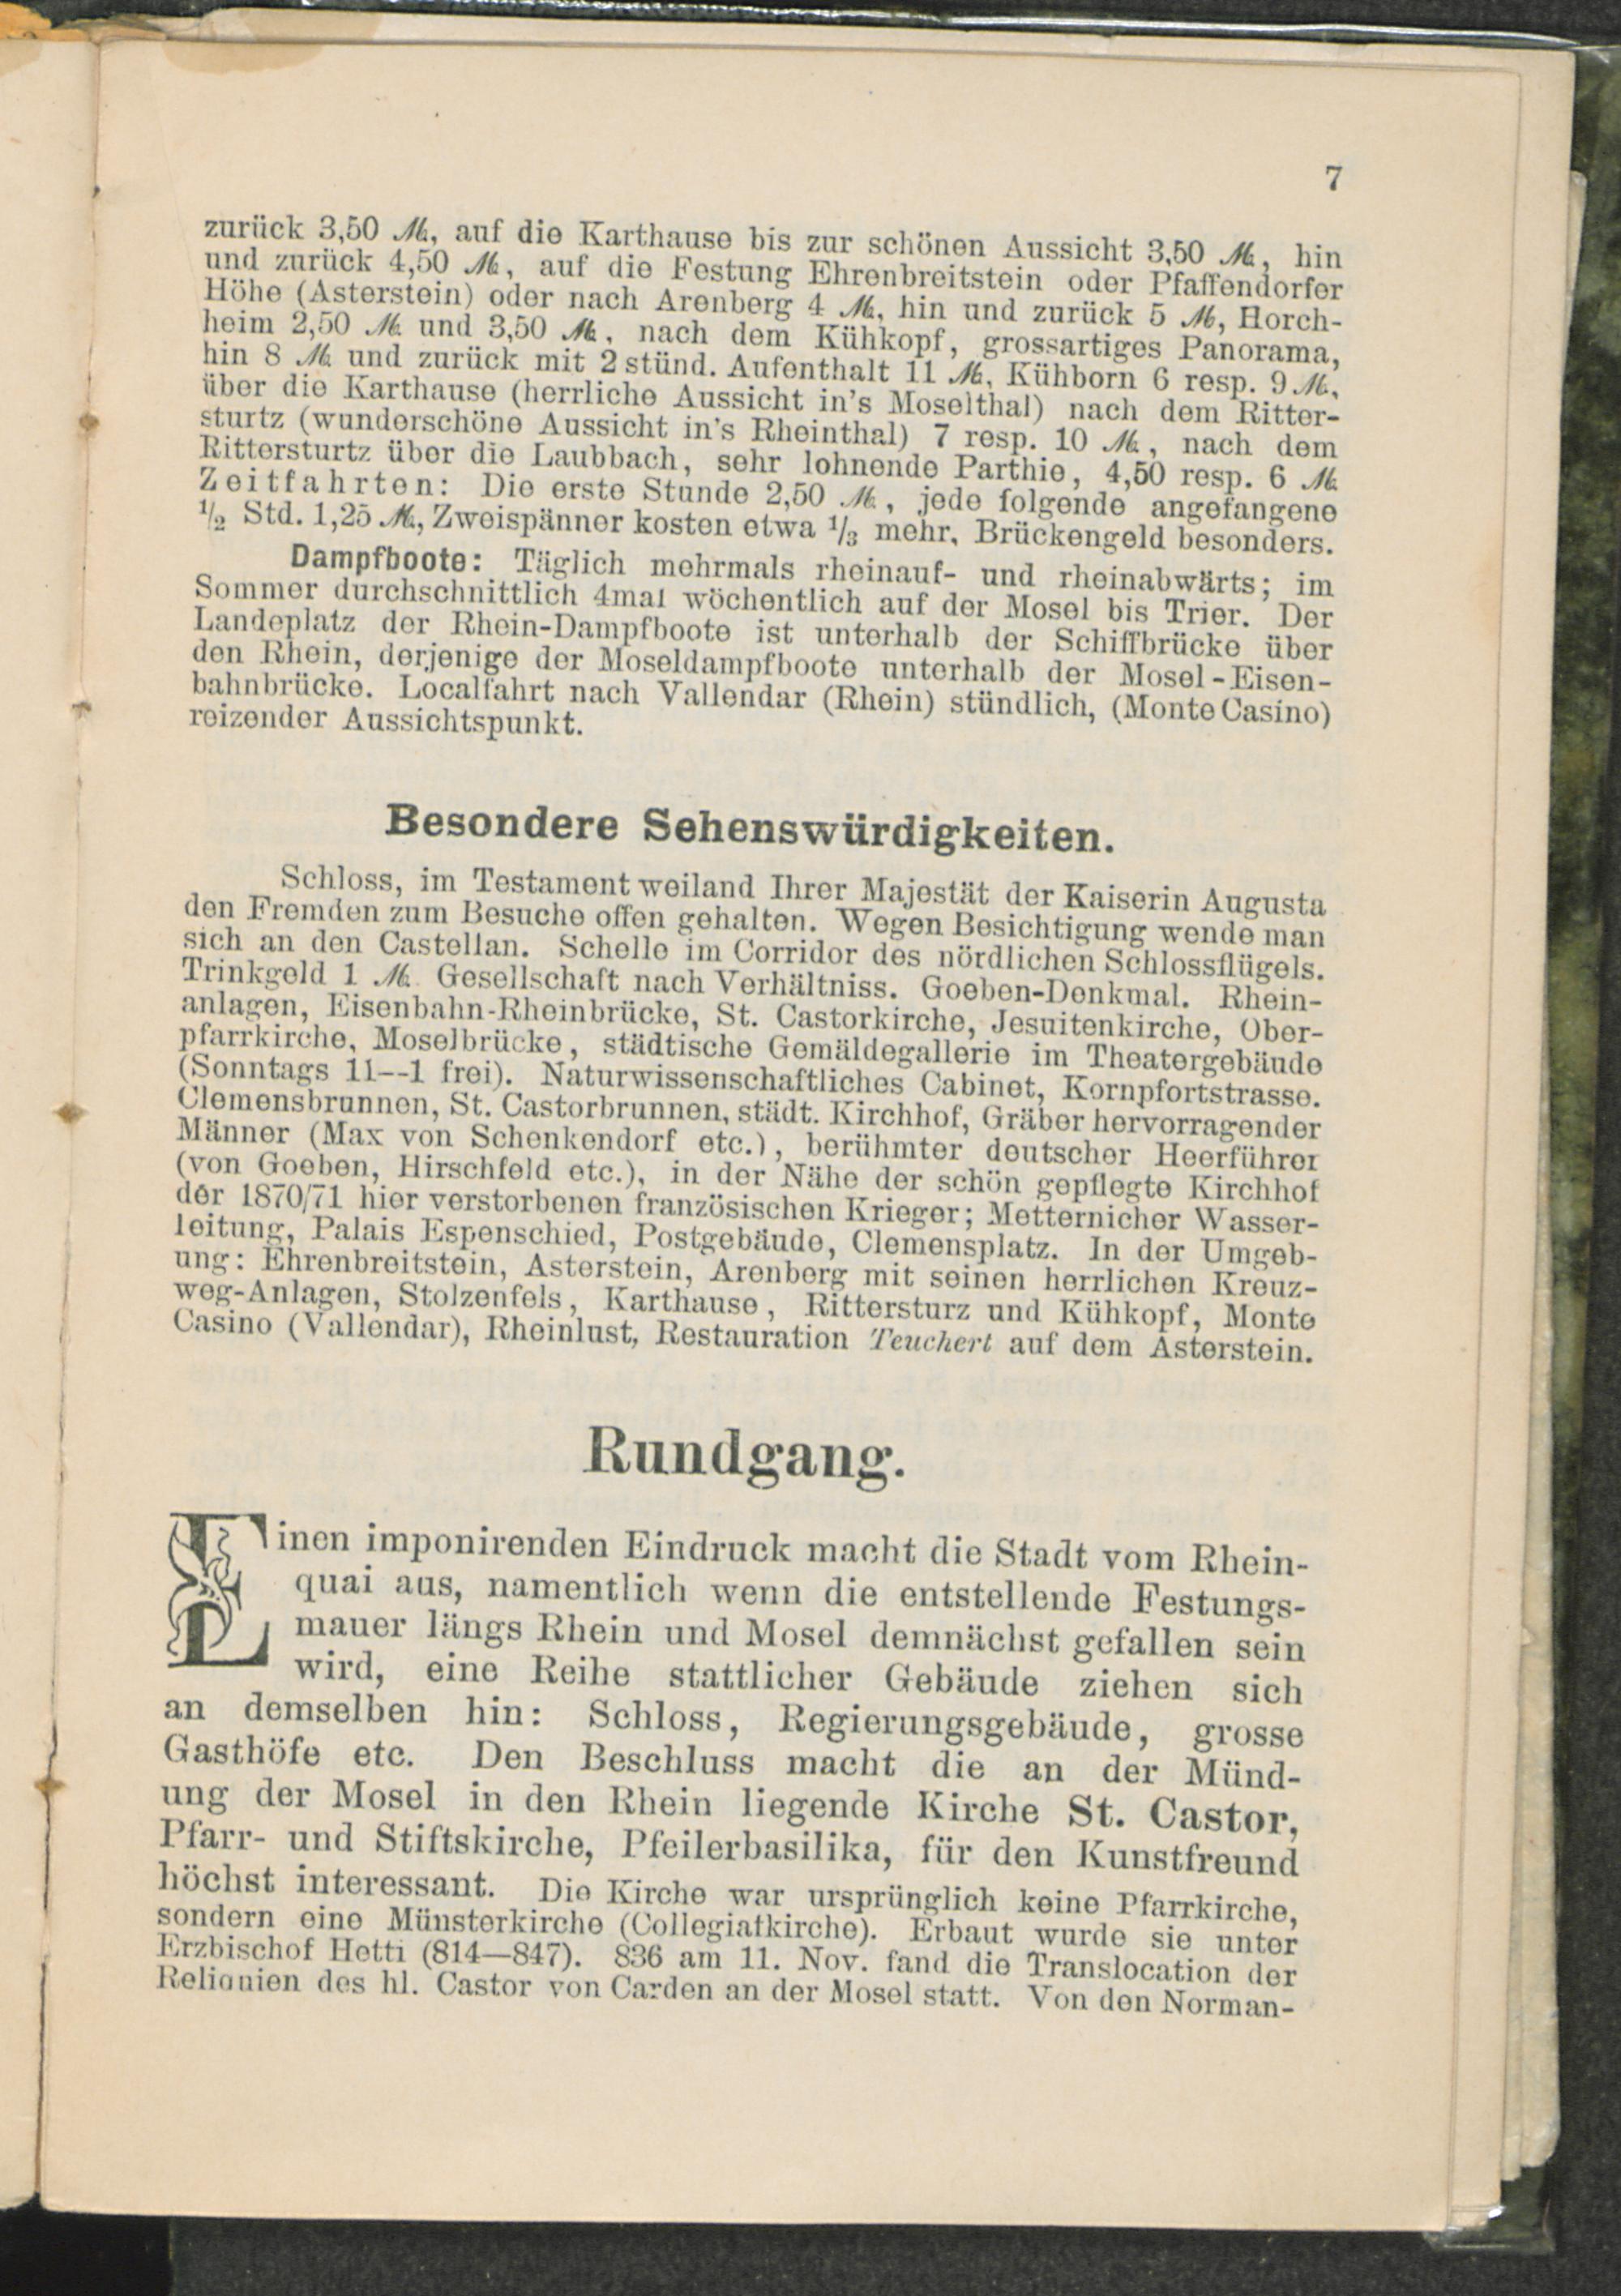 7
zurück 3,50 ℳ, auf die Karthause bis zur schönen Aussicht 3,50 ℳ, hin
und zurück 4,50 ℳ, auf die Festung Ehrenbreitstein oder Pfaffendorfer
Höhe (Asterstein) oder nach Arenberg 4 ℳ, hin und zurück 5 ℳ, Horch-
heim 2,50 ℳ und 3,50 ℳ, nach dem Kühkopf, grossartiges Panorama,
hin 8 ℳ und zurück mit 2 stünd. Aufenthalt 11 ℳ, Kühborn 6 resp. 9 ℳ,
über die Karthause (herrliche Aussicht in's Moselthal) nach dem Ritter-
sturtz (wunderschöne Aussicht in's Rheinthal) 7 resp. 10 ℳ, nach dem
Rittersturtz über die Laubbach, sehr lohnende Parthie, 4,50 resp. 6 ℳ
Zeitfahrten: Die erste Stunde 2,50 ℳ, jede folgende angefangene
1/2 Std. 1,25 ℳ, Zweispänner kosten etwa 1/3 mehr, Brückengeld besonders.
Dampfboote: Täglich mehrmals rheinauf- und rheinabwärts; im
Sommer durchschnittlich 4mal wöchentlich auf der Mosel bis Trier. Der
Landeplatz der Rhein-Dampfboote ist unterhalb der Schiffbrücke über
den Rhein, derjenige der Moseldampfboote unterhalb der Mosel-Eisen-
bahnbrücke. Localfahrt nach Vallendar (Rhein) stündlich, (Monte Casino)
reizender Aussichtspunkt.
Besondere Sehenswürdigkeiten.
Schloss, im Testament weiland Ihrer Majestät der Kaiserin Augusta
den Fremden zum Besuche offen gehalten. Wegen Besichtigung wende man
sich an den Castellan. Schelle im Corridor des nördlichen Schlossflügels.
Trinkgeld 1 ℳ. Gesellschaft nach Verhältniss. Goeben-Denkmal. Rhein-
anlagen, Eisenbahn-Rheinbrücke, St. Castorkirche, Jesuitenkirche, Ober-
pfarrkirche, Moselbrücke, städtische Gemäldegallerie im Theatergebäude
(Sonntags 11--1 frei). Naturwissenschaftliches Cabinet, Kornpfortstrasse.
Clemensbrunnen, St. Castorbrunnen, städt. Kirchhof, Gräber hervorragender
Männer (Max von Schenkendorf etc.), berühmter deutscher Heerführer
(von Goeben, Hirschfeld etc.), in der Nähe der schön gepflegte Kirchhof
der 1870/71 hier verstorbenen französischen Krieger; Metternicher Wasser-
leitung, Palais Espenschied, Postgebäude, Clemensplatz. In der Umgeb-
ung: Ehrenbreitstein, Asterstein, Arenberg mit seinen herrlichen Kreuz-
weg-Anlagen, Stolzenfels, Karthause, Rittersturz und Kühkopf, Monte
Casino (Vallendar), Rheinlust, Restauration Teuchert auf dem Asterstein.
Rundgang.
Einen imponirenden Eindruck macht die Stadt vom Rhein-
quai aus, namentlich wenn die entstellende Festungs-
mauer längs Rhein und Mosel demnächst gefallen sein
wird, eine Reihe stattlicher Gebäude ziehen sich
an demselben hin: Schloss, Regierungsgebäude, grosse
Gasthöfe etc. Den Beschluss macht die an der Münd-
ung der Mosel in den Rhein liegende Kirche St. Castor,
Pfarr- und Stiftskirche, Pfeilerbasilika, für den Kunstfreund
höchst interessant. Die Kirche war ursprünglich keine Pfarrkirche,
sondern eine Münsterkirche (Collegiatkirche). Erbaut wurde sie unter
Erzbischof Hetti (814—847). 836 am 11. Nov. fand die Translocation der
Reliquien des hl. Castor von Carden an der Mosel statt. Von den Norman-